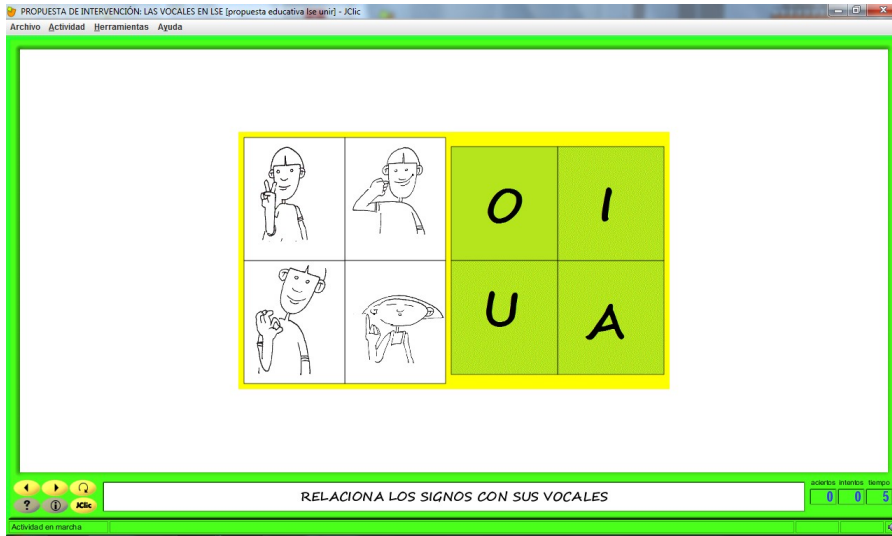 PROPUESTA DE INTERVENCIÓN: LAS VOCALES EN LSE [propuesta educativa lse unir] - JClic
Archivo Actividad Herramientas Ayuda
O I
U A
RELACIONA LOS SIGNOS CON SUS VOCALES
aciertos intentos tiempo
0 0 5
? i JClic
Actividad en marcha